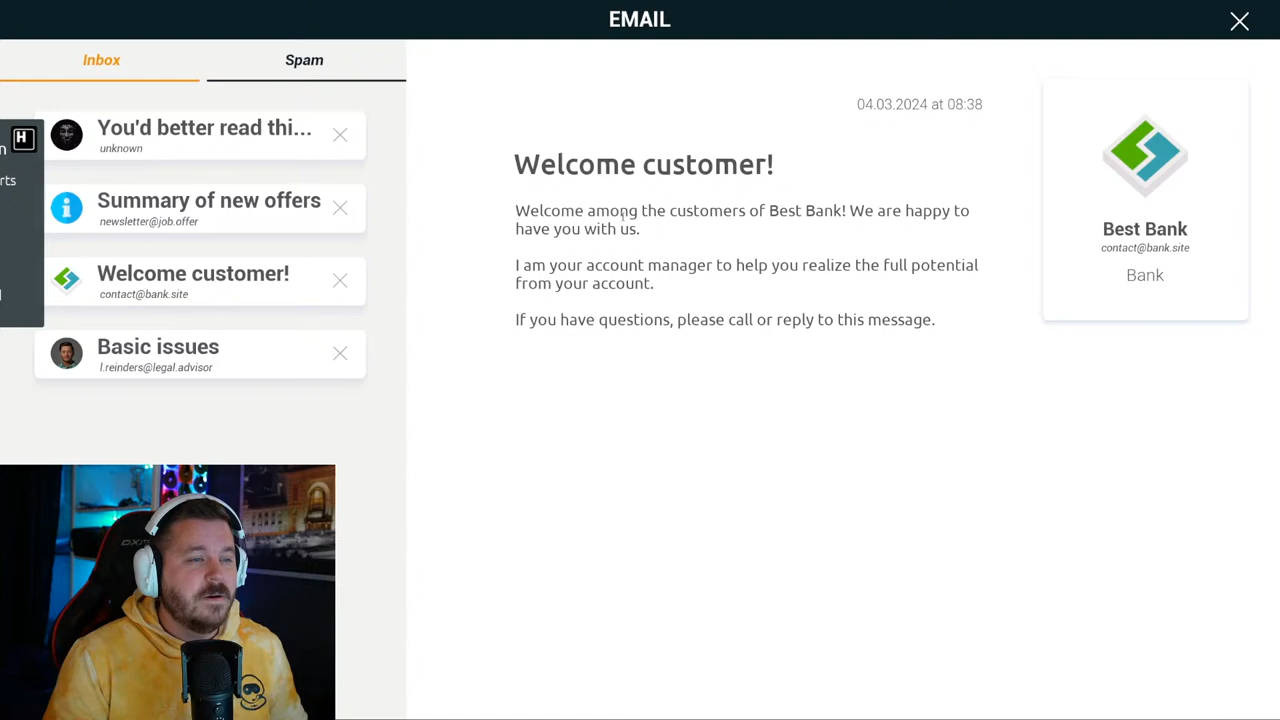 EMAIL
Inbox
Spam
H
n
rts
You'd better read thi...
unknown
Summary of new offers
newsletter@job.offer
Welcome customer!
contact@bank.site
Basic issues
l.reinders@legal.advisor
04.03.2024 at 08:38
Welcome customer!
Welcome among the customers of Best Bank! We are happy to
have you with us.
I am your account manager to help you realize the full potential
from your account.
If you have questions, please call or reply to this message.
Best Bank
contact@bank.site
Bank